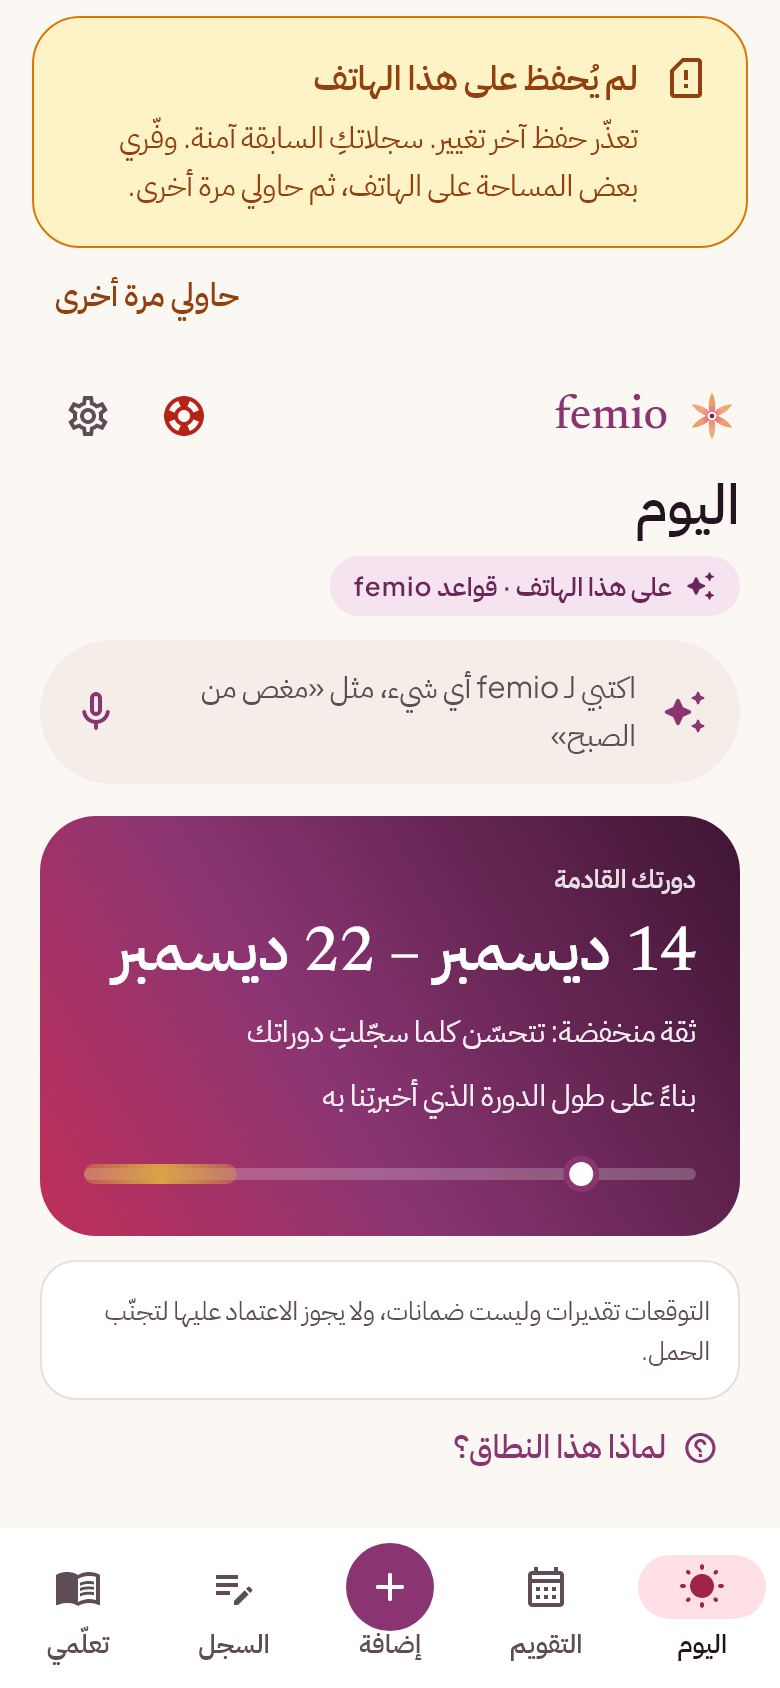 لم يُحفظ على هذا الهاتف
تعذّر حفظ آخر تغيير. سجلاتكِ السابقة آمنة. وفّري
بعض المساحة على الهاتف، ثم حاولي مرة أخرى.
حاولي مرة أخرى
femio
اليوم
على هذا الهاتف · قواعد femio
اكتبي لـ femio أي شيء، مثل «مغص من
الصبح»
دورتك القادمة
14 ديسمبر – 22 ديسمبر
ثقة منخفضة: تتحسّن كلما سجّلتِ دوراتك
بناءً على طول الدورة الذي أخبرتِنا به
التوقعات تقديرات وليست ضمانات، ولا يجوز الاعتماد عليها لتجنّب
الحمل.
لماذا هذا النطاق؟
اليوم
التقويم
إضافة
السجل
تعلّمي